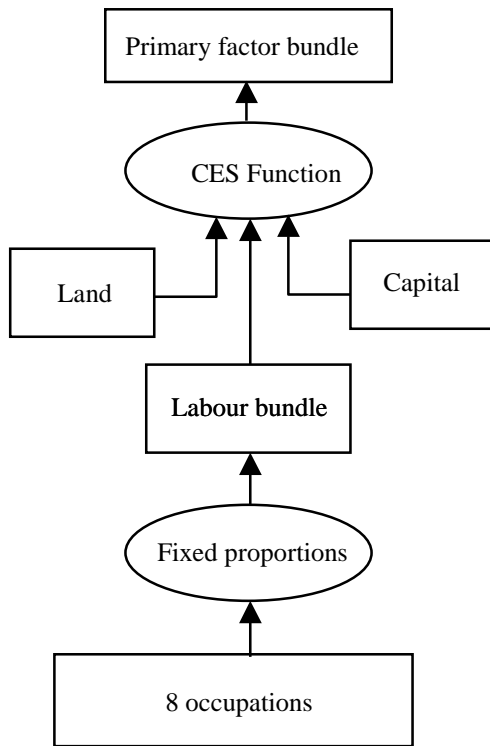 Primary factor bundle
CES Function
Land
Capital
Labour bundle
Fixed proportions
8 occupations